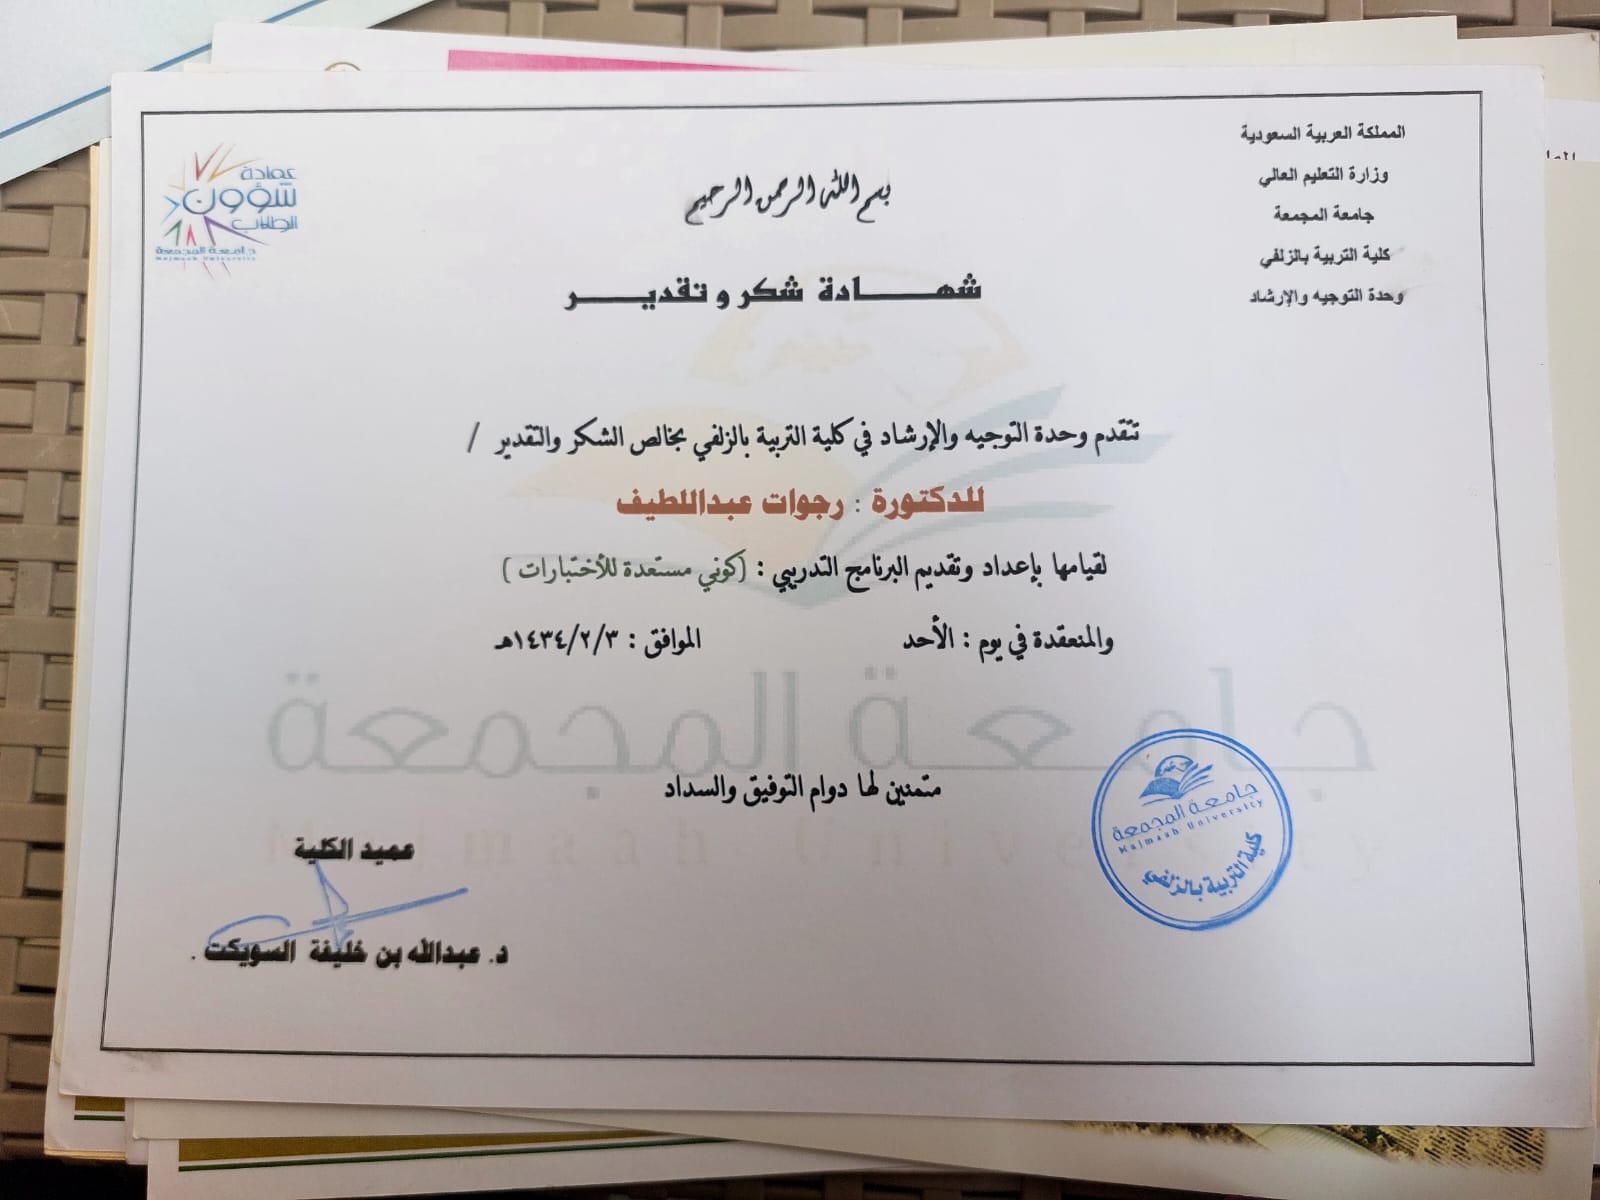 المملكة العربية السعودية
وزارة التعليم العالي
جامعة المجمعة
كلية التربية بالزلفي
وحدة التوجيه والإرشاد
عمادة
شؤون
الطلاب
جامعة المجمعة
Majmaah University
بسم الله الرحمن الرحيم
شهـــــادة شكر و تقديـــــر
تتقدم وحدة التوجيه والإرشاد في كلية التربية بالزلفي بخالص الشكر والتقدير /
للدكتورة : رجوات عبداللطيف
لقيامها بإعداد وتقديم البرنامج التدريبي : (كوني مستعدة للأختبارات )
والمنعقدة في يوم : الأحد الموافق : ١٤٣٤/٢/٣هـ
جامعة المجمعة
Majmaah University
متمنين لها دوام التوفيق والسداد
جامعة المجمعة
Majmaah University
كلية التربية بالزلفي
عميد الكلية
د. عبدالله بن خليفة السويكت .